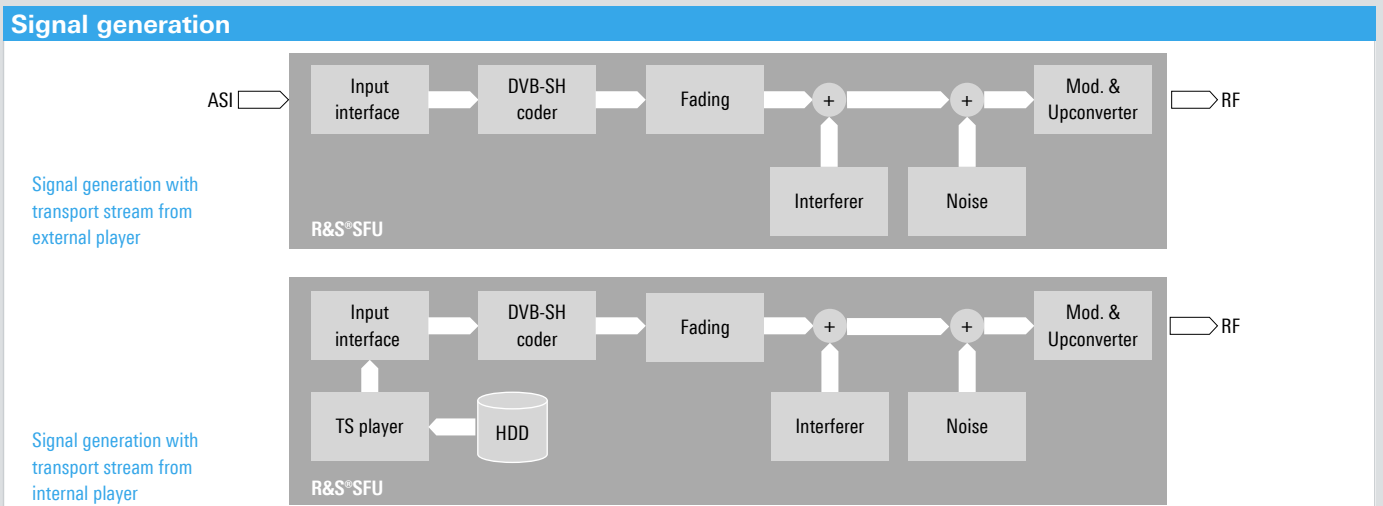 Signal generation
ASI
Input
interface
DVB-SH
coder
Fading
+
+
Mod. &
Upconverter
RF
Interferer
Noise
Signal generation with
transport stream from
external player
R&S®SFU
Input
interface
DVB-SH
coder
Fading
+
+
Mod. &
Upconverter
RF
TS player
HDD
Interferer
Noise
Signal generation with
transport stream from
internal player
R&S®SFU